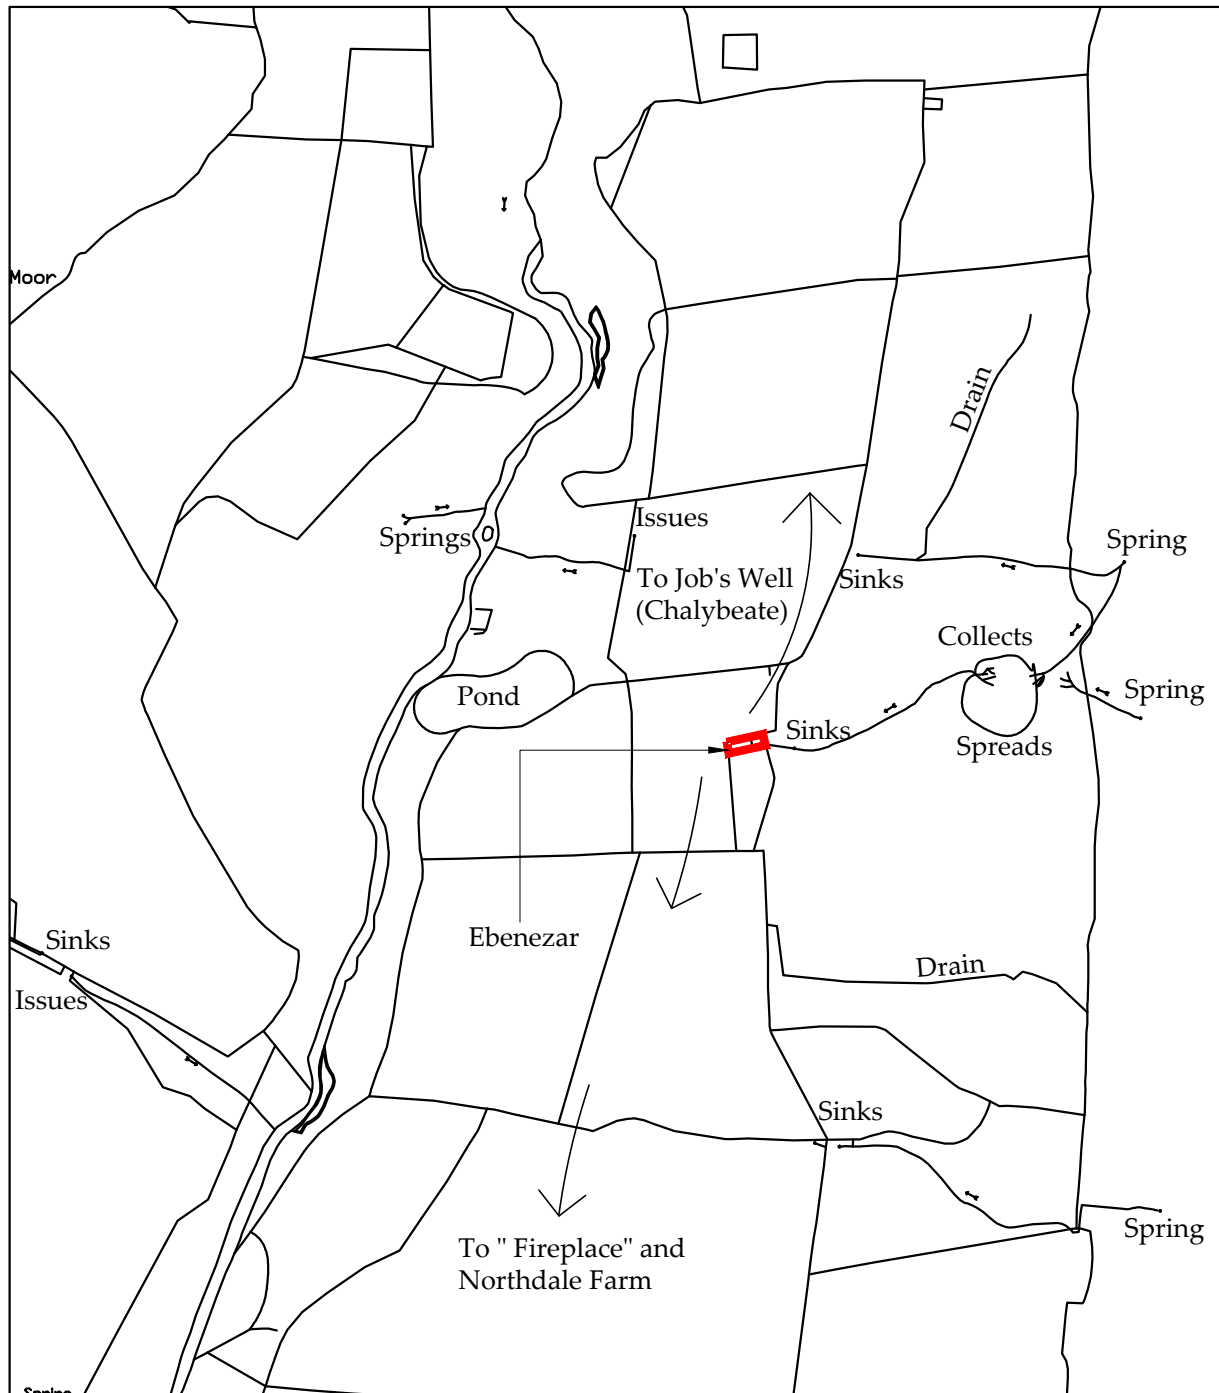 Moor
Drain
Issues
Springs
Spring
To Job's Well
(Chalybeate)
Sinks
Collects
Pond
Spring
Sinks
Spreads
Ebenezar
Sinks
Drain
Issues
Sinks
Spring
To " Fireplace" and
Northdale Farm
Spring